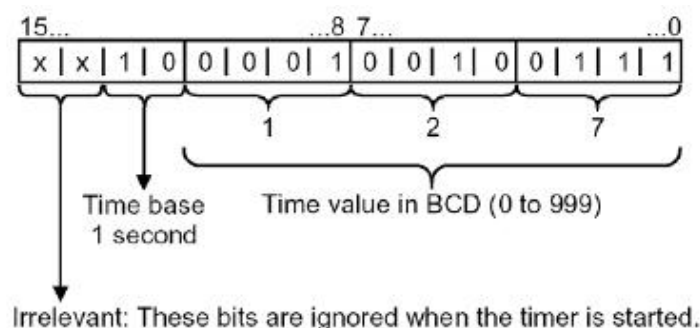 15... ...8 7... ...0
x | x | 1 | 0 | 0 | 0 | 0 | 1 | 0 | 0 | 1 | 0 | 0 | 1 | 1 | 1
1 2 7
Time base Time value in BCD (0 to 999)
1 second
Irrelevant: These bits are ignored when the timer is started.